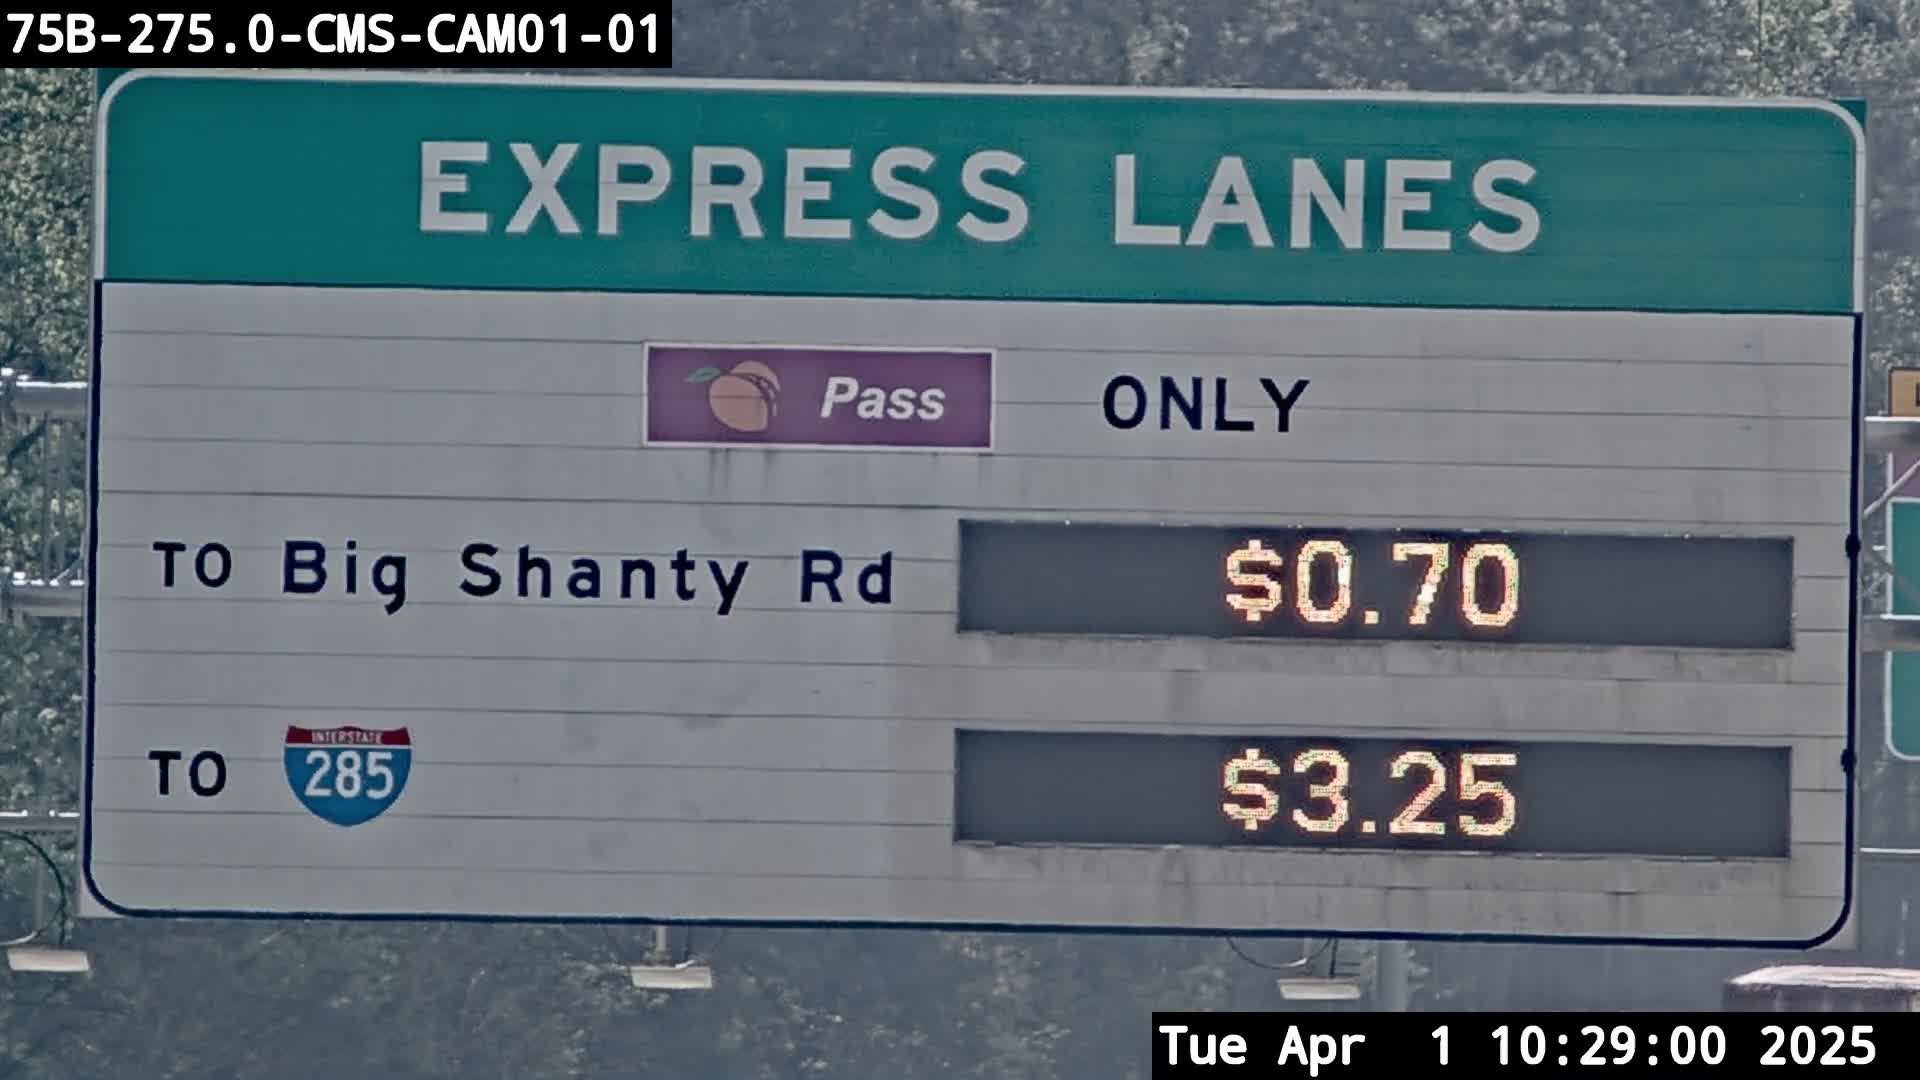 75B-275.0-CMS-CAM01-01
EXPRESS LANES
Pass ONLY
TO Big Shanty Rd $0.70
INTERSTATE
TO 285 $3.25
Tue Apr 1 10:29:00 2025